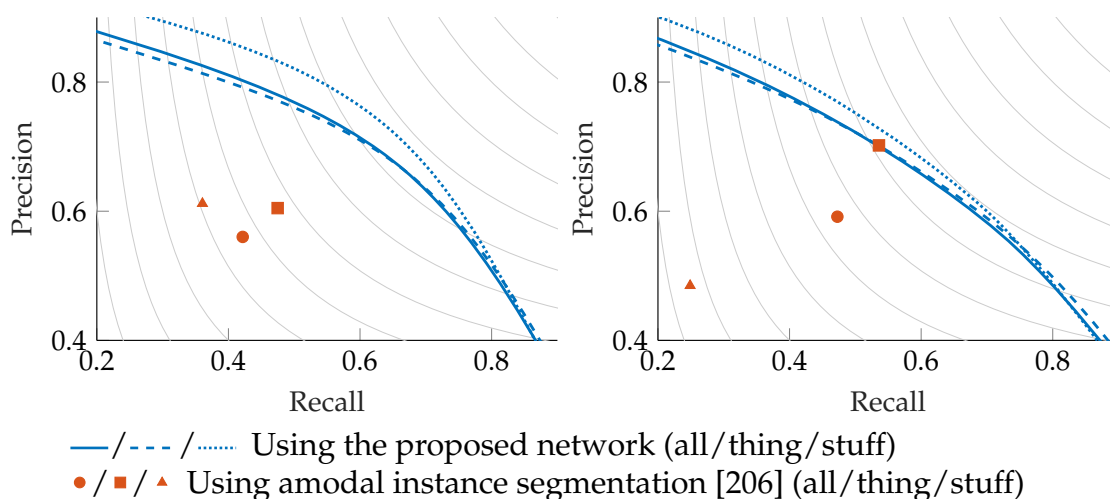 0.8
0.6
0.4
0.2 0.4 0.6 0.8
Precision
Recall
0.8
0.6
0.4
0.2 0.4 0.6 0.8
Precision
Recall
/ / Using the proposed network (all/thing/stuff)
/ / Using amodal instance segmentation [206] (all/thing/stuff)